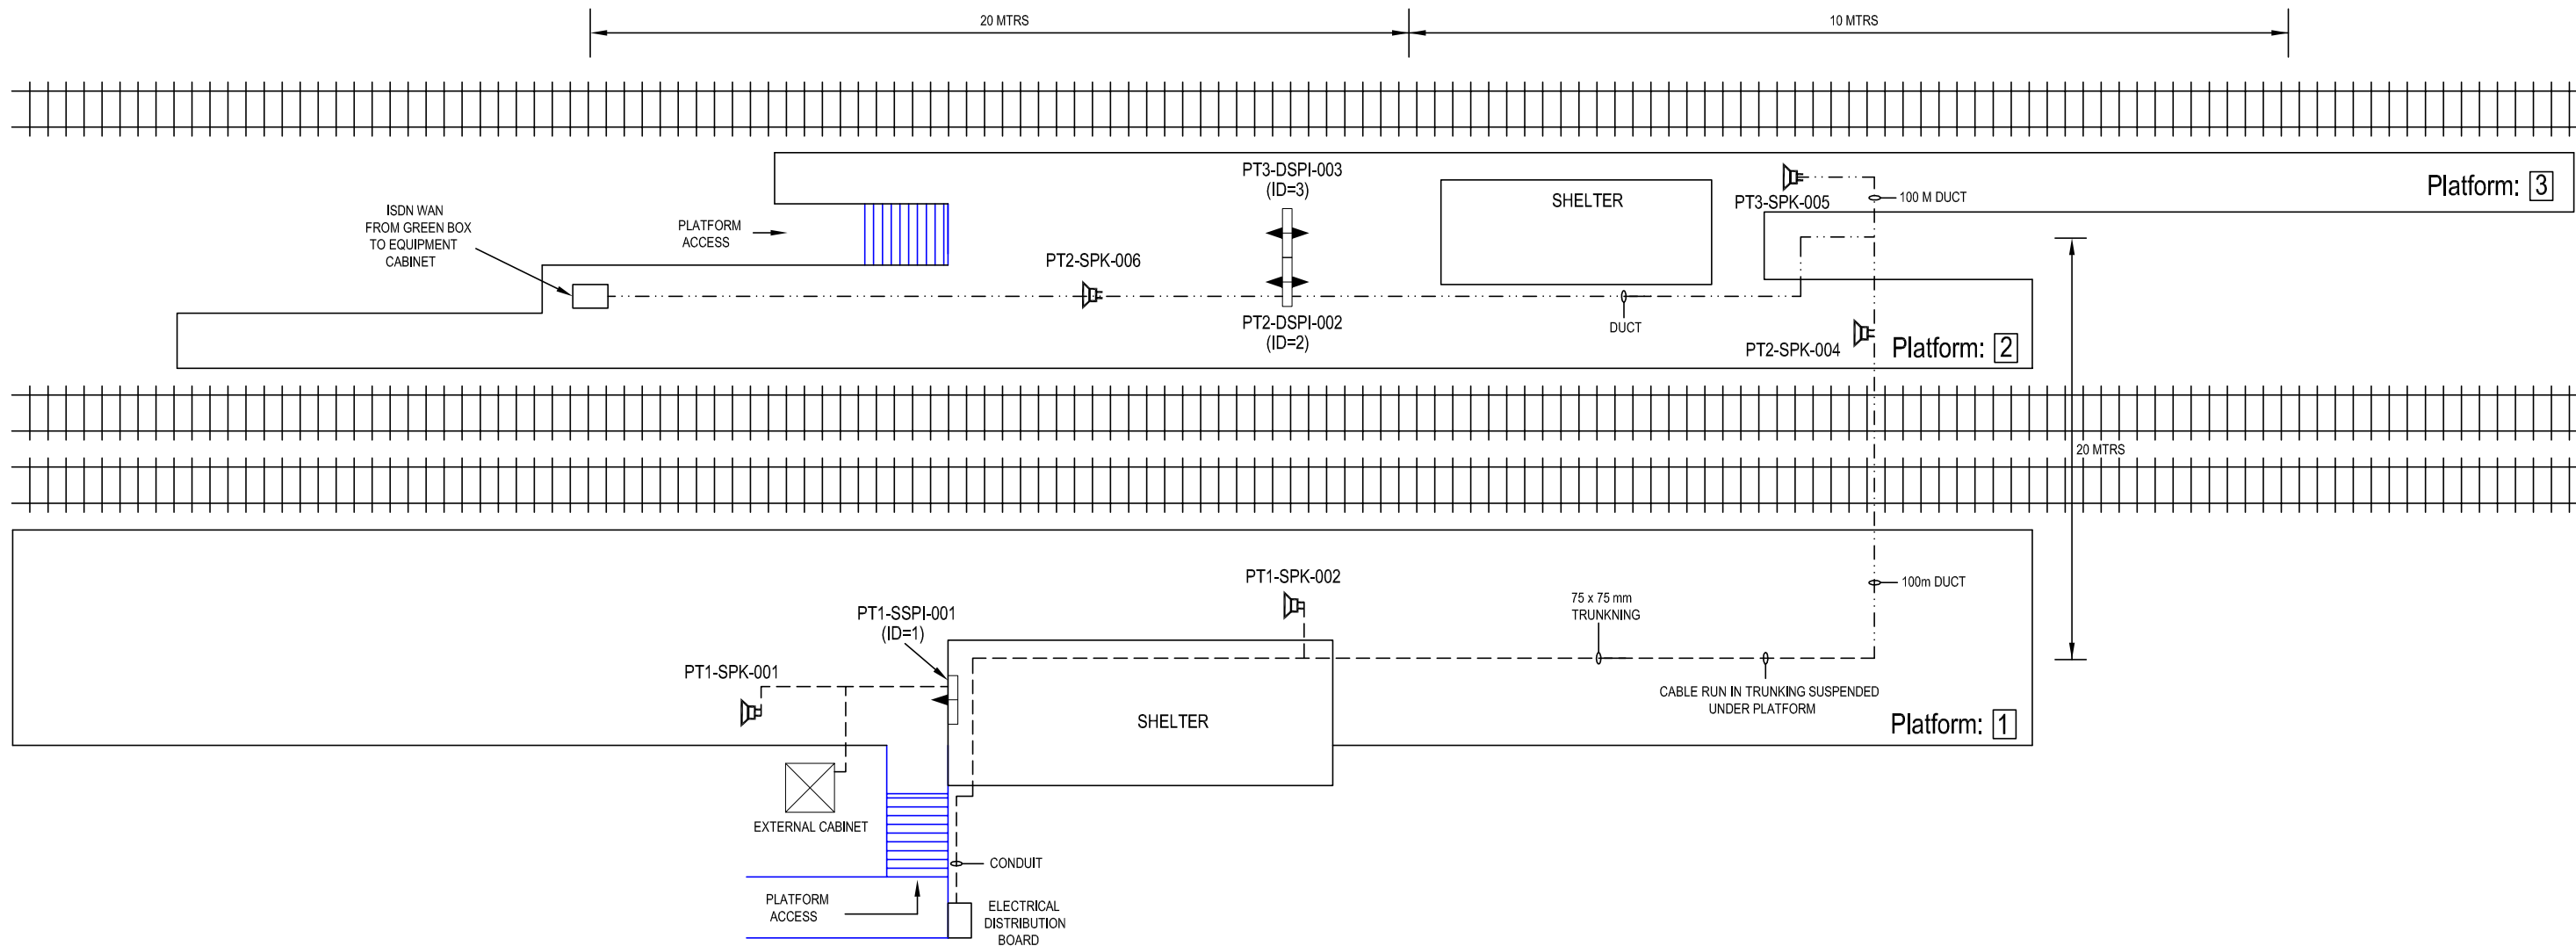 20 MTRS
10 MTRS
PT3-DSPI-003
(ID=3)
SHELTER
PT3-SPK-005
100 M DUCT
Platform: 3
ISDN WAN
FROM GREEN BOX
TO EQUIPMENT
CABINET
PLATFORM
ACCESS
PT2-SPK-006
PT2-DSPI-002
(ID=2)
DUCT
PT2-SPK-004
Platform: 2
20 MTRS
PT1-SPK-002
100m DUCT
75 x 75 mm
TRUNKNING
PT1-SSPI-001
(ID=1)
PT1-SPK-001
CABLE RUN IN TRUNKING SUSPENDED
UNDER PLATFORM
SHELTER
Platform: 1
EXTERNAL CABINET
CONDUIT
PLATFORM
ACCESS
ELECTRICAL
DISTRIBUTION
BOARD